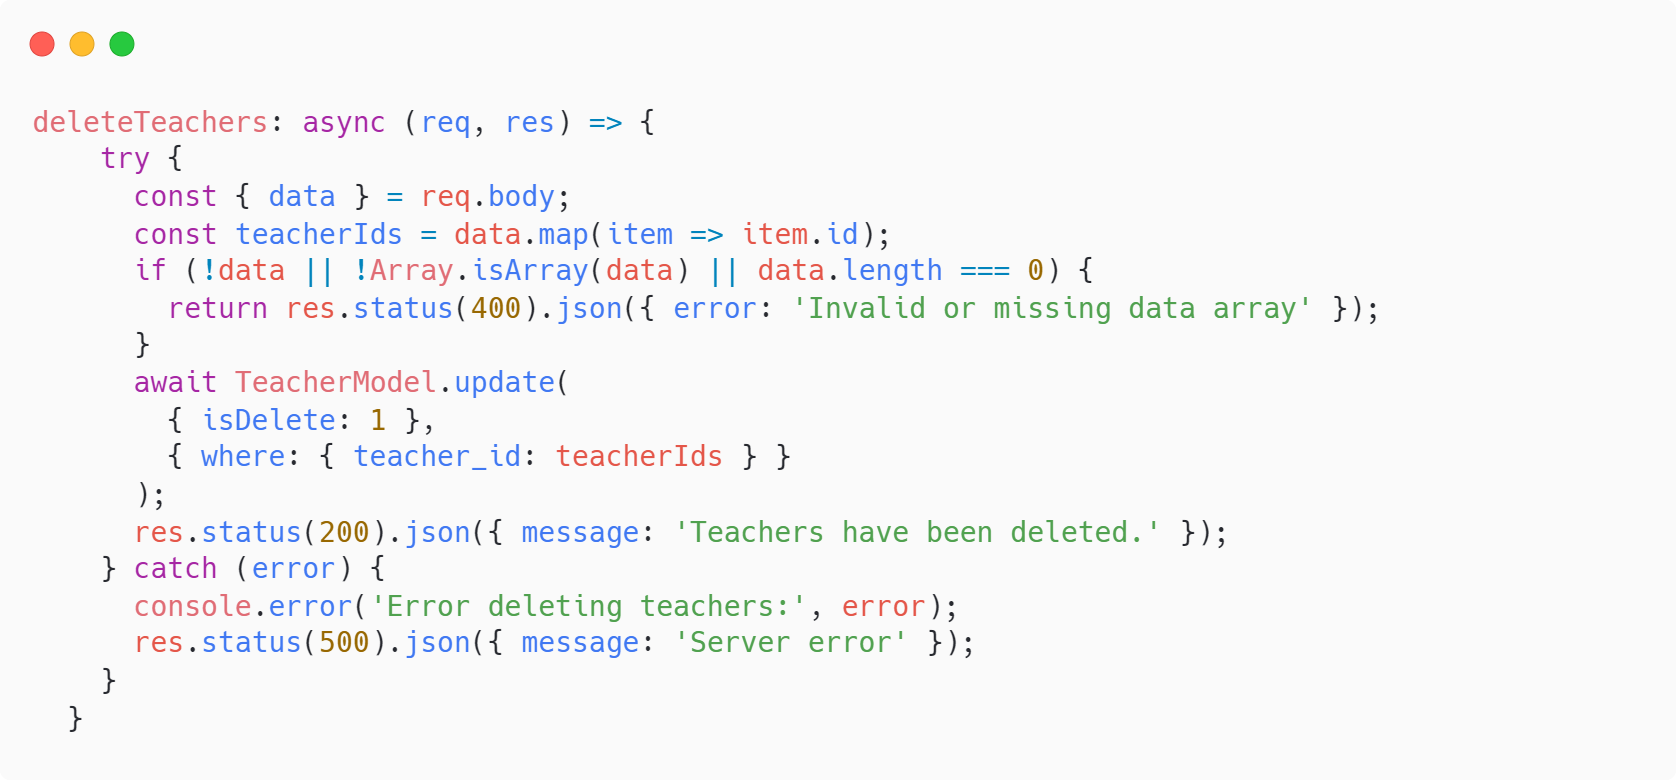 deleteTeachers: async (req, res) => {
    try {
      const { data } = req.body;
      const teacherIds = data.map(item => item.id);
      if (!data || !Array.isArray(data) || data.length === 0) {
        return res.status(400).json({ error: 'Invalid or missing data array' });
      }
      await TeacherModel.update(
        { isDelete: 1 },
        { where: { teacher_id: teacherIds } }
      );
      res.status(200).json({ message: 'Teachers have been deleted.' });
    } catch (error) {
      console.error('Error deleting teachers:', error);
      res.status(500).json({ message: 'Server error' });
    }
  }